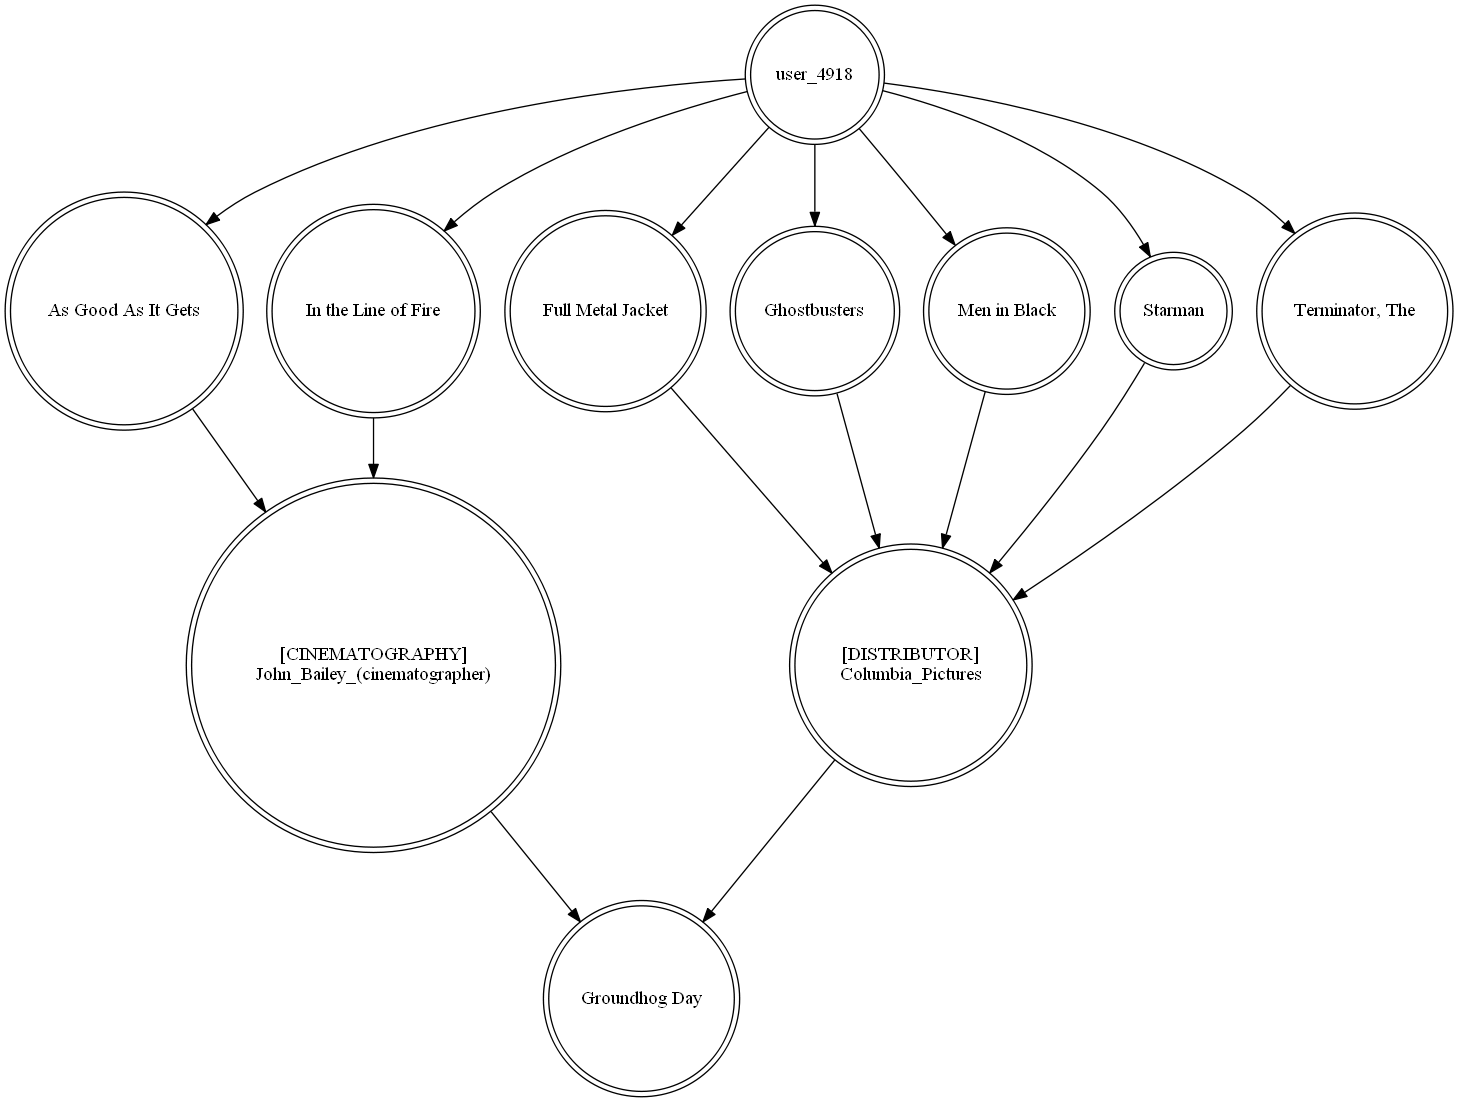 user_4918
As Good As It Gets
In the Line of Fire
Full Metal Jacket
Ghostbusters
Men in Black
Starman
Terminator, The
[CINEMATOGRAPHY]
John_Bailey_(cinematographer)
[DISTRIBUTOR]
Columbia_Pictures
Groundhog Day